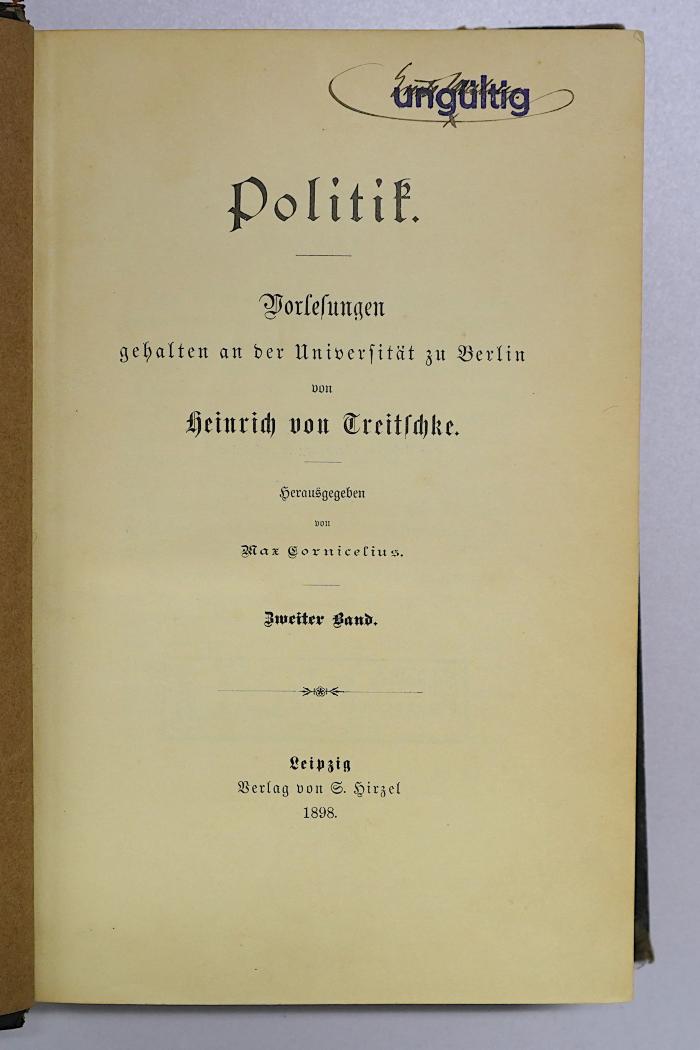 ungültig
Politik.
Vorlesungen
gehalten an der Universität zu Berlin
von
Heinrich von Treitschke.
Herausgegeben
von
Max Cornicelius.
Zweiter Band.
Leipzig
Verlag von S. Hirzel
1898.